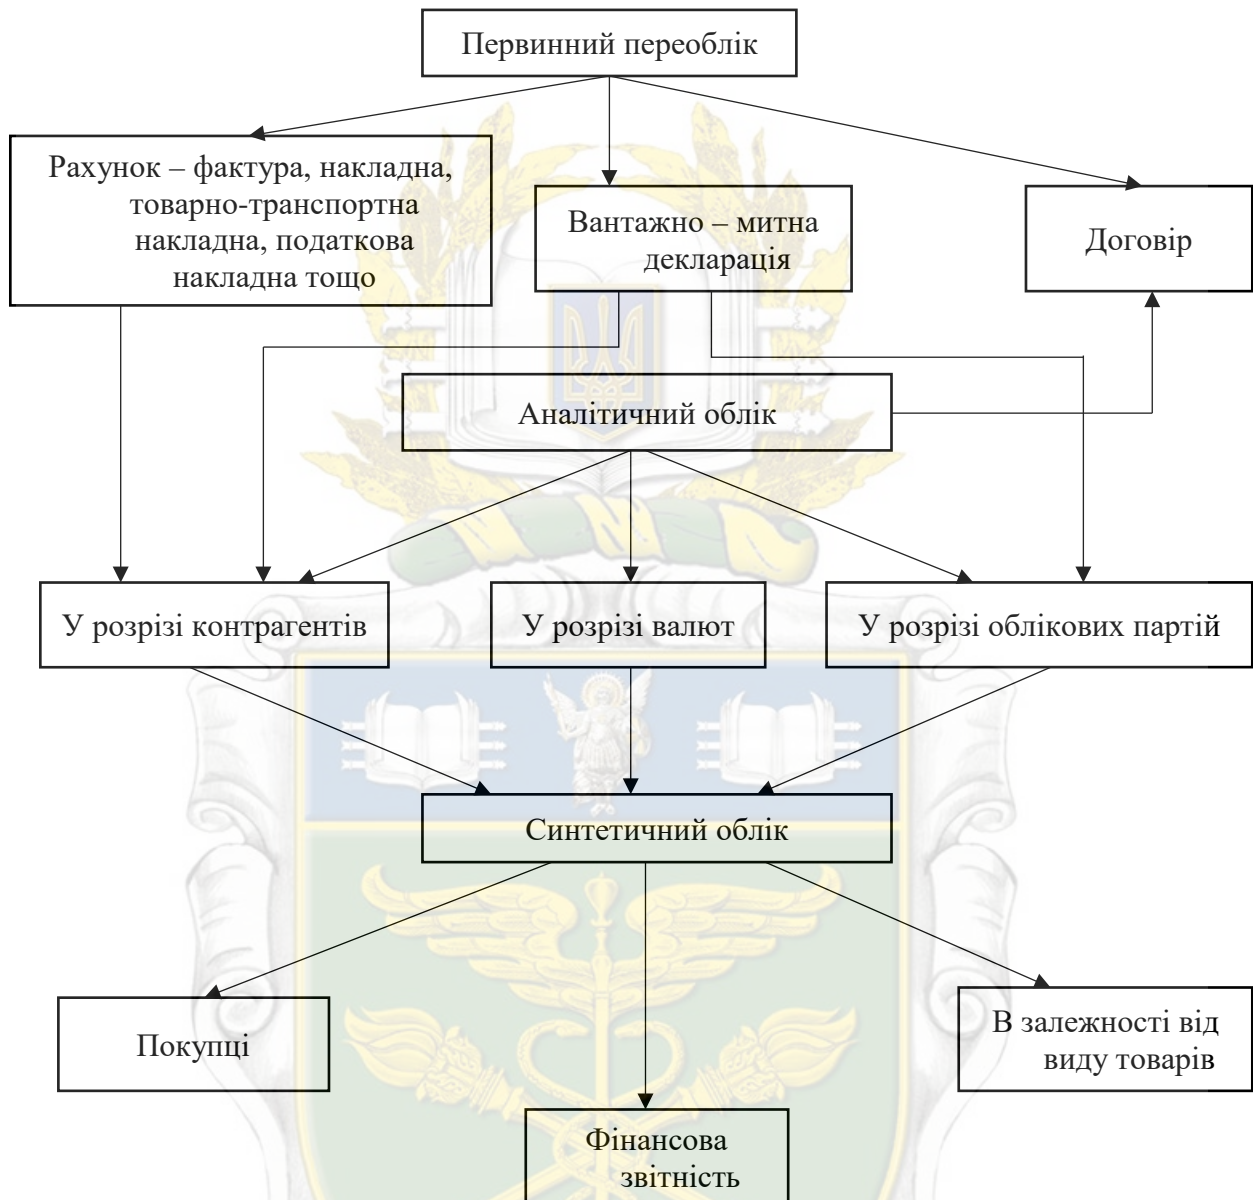 Первинний переоблік
Рахунок – фактура, накладна,
товарно-транспортна
накладна, податкова
накладна тощо
Вантажно – митна
декларація
Договір
Аналітичний облік
У розрізі контрагентів
У розрізі валют
У розрізі облікових партій
Синтетичний облік
Покупці
В залежності від
виду товарів
Фінансова
звітність